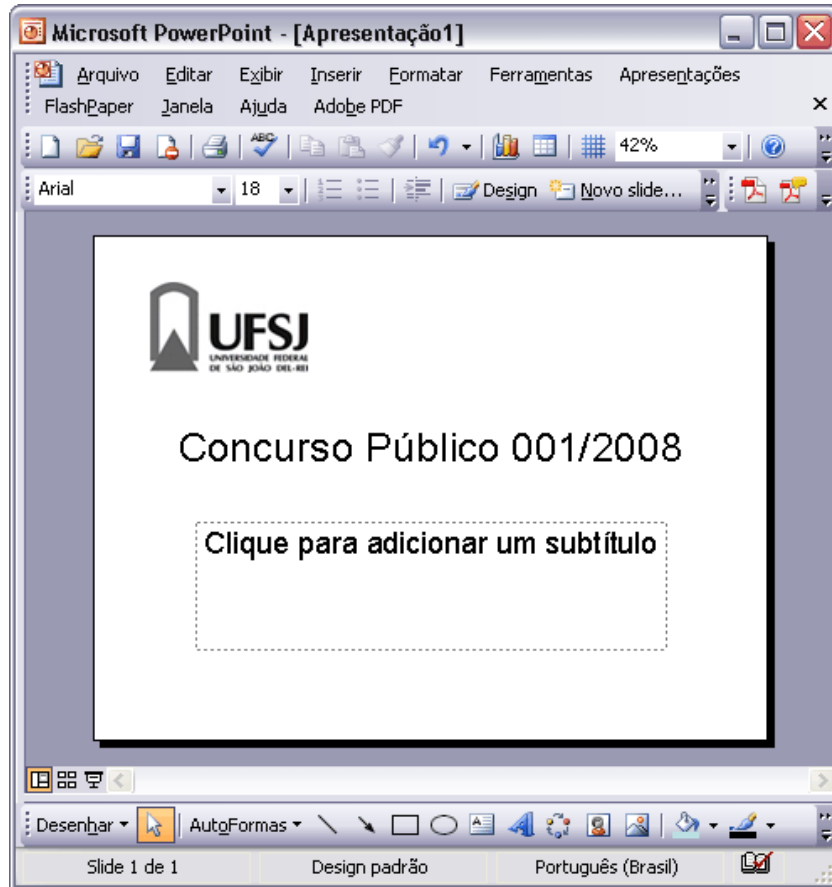 Microsoft PowerPoint - [Apresentação1]
Arquivo Editar Exibir Inserir Formatar Ferramentas Apresentações
FlashPaper Janela Ajuda Adobe PDF
ABC 42%
Arial 18 Design Novo slide...
UFSJ
UNIVERSIDADE FEDERAL
DE SÃO JOÃO DEL-REI
Concurso Público 001/2008
Clique para adicionar um subtítulo
Desenhar AutoFormas
Slide 1 de 1 Design padrão Português (Brasil)